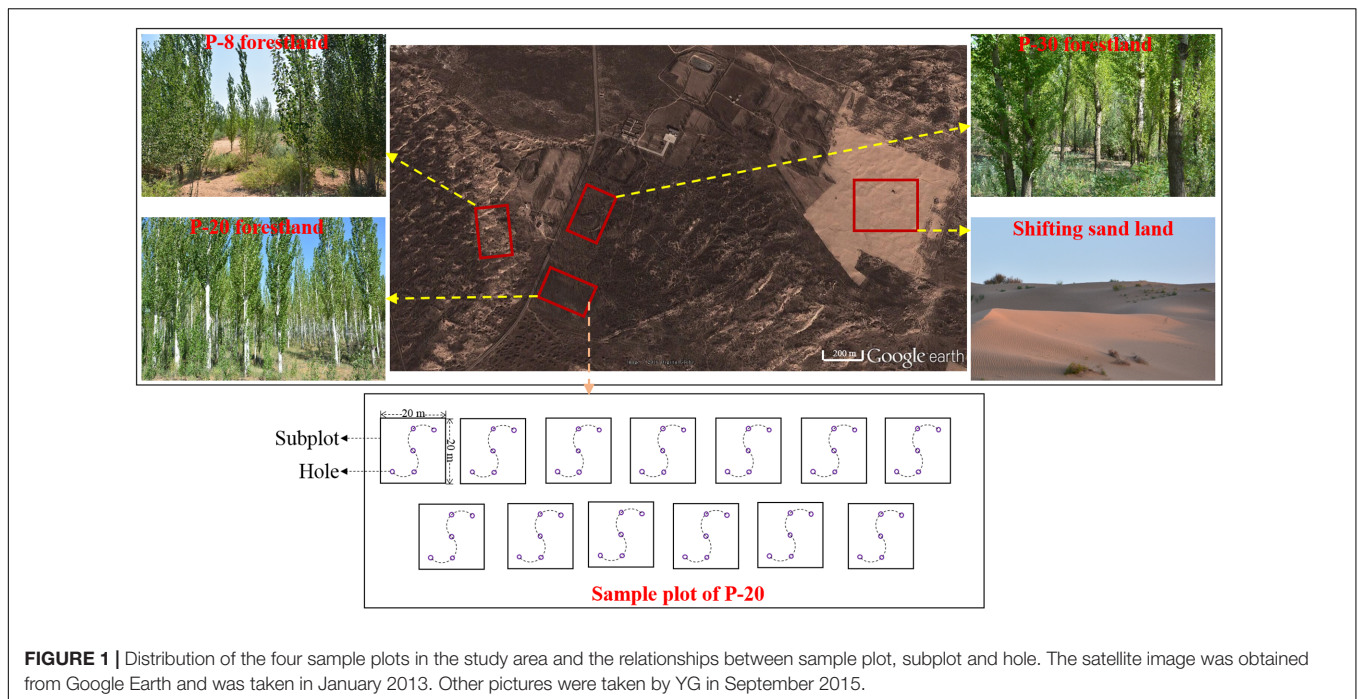 P-8 forestland
P-30 forestland
P-20 forestland
Shifting sand land
200 m
Google earth
20 m
20 m
Subplot
Hole
Sample plot of P-20
FIGURE 1 | Distribution of the four sample plots in the study area and the relationships between sample plot, subplot and hole. The satellite image was obtained
from Google Earth and was taken in January 2013. Other pictures were taken by YG in September 2015.